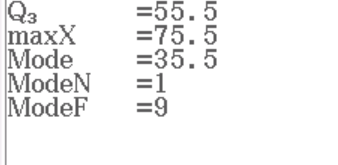 Q₃ =55.5
maxX =75.5
Mode =35.5
ModeN =1
ModeF =9